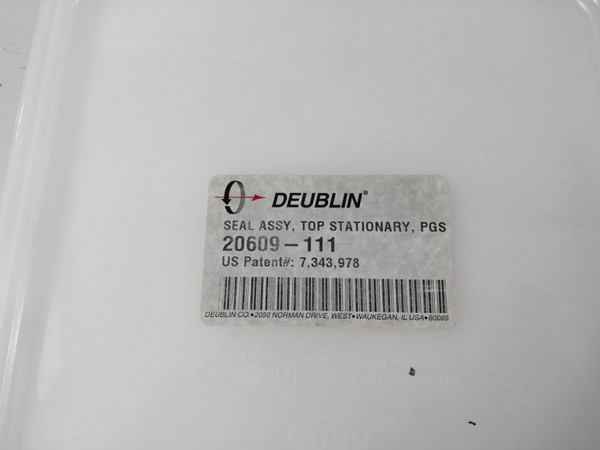 DEUBLIN®
SEAL ASSY, TOP STATIONARY, PGS
20609-111
US Patent#: 7,343,978
DEUBLIN CO.•2050 NORMAN DRIVE, WEST•WAUKEGAN, IL USA•60085